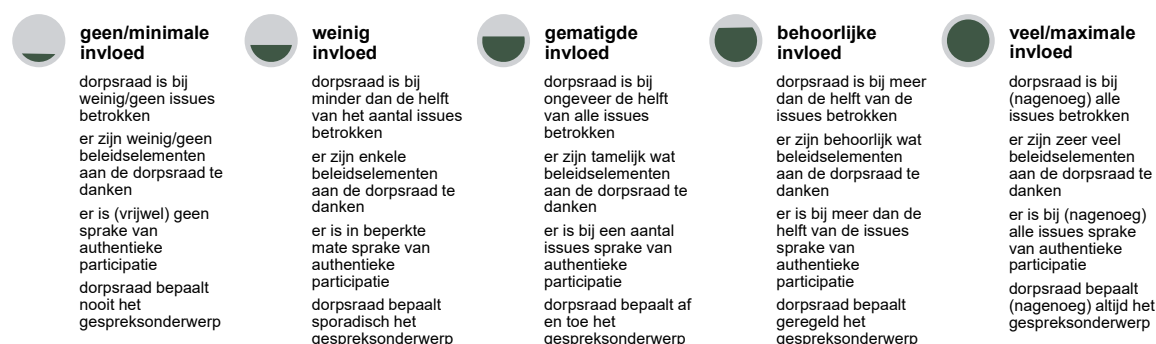 geen/minimale
invloed
dorpsraad is bij
weinig/geen issues
betrokken
er zijn weinig/geen
beleidselementen
aan de dorpsraad te
danken
er is (vrijwel) geen
sprake van
authentieke
participatie
dorpsraad bepaalt
nooit het
gespreksonderwerp
weinig
invloed
dorpsraad is bij
minder dan de helft
van het aantal issues
betrokken
er zijn enkele
beleidselementen
aan de dorpsraad te
danken
er is in beperkte
mate sprake van
authentieke
participatie
dorpsraad bepaalt
sporadisch het
gespreksonderwerp
gematigde
invloed
dorpsraad is bij
ongeveer de helft
van alle issues
betrokken
er zijn tamelijk wat
beleidselementen
aan de dorpsraad te
danken
er is bij een aantal
issues sprake van
authentieke
participatie
dorpsraad bepaalt af
en toe het
gespreksonderwerp
behoorlijke
invloed
dorpsraad is bij meer
dan de helft van de
issues betrokken
er zijn behoorlijk wat
beleidselementen
aan de dorpsraad te
danken
er is bij meer dan de
helft van de issues
sprake van
authentieke
participatie
dorpsraad bepaalt
geregeld het
gespreksonderwerp
veel/maximale
invloed
dorpsraad is bij
(nagenoeg) alle
issues betrokken
er zijn zeer veel
beleidselementen
aan de dorpsraad te
danken
er is bij (nagenoeg)
alle issues sprake
van authentieke
participatie
dorpsraad bepaalt
(nagenoeg) altijd het
gespreksonderwerp